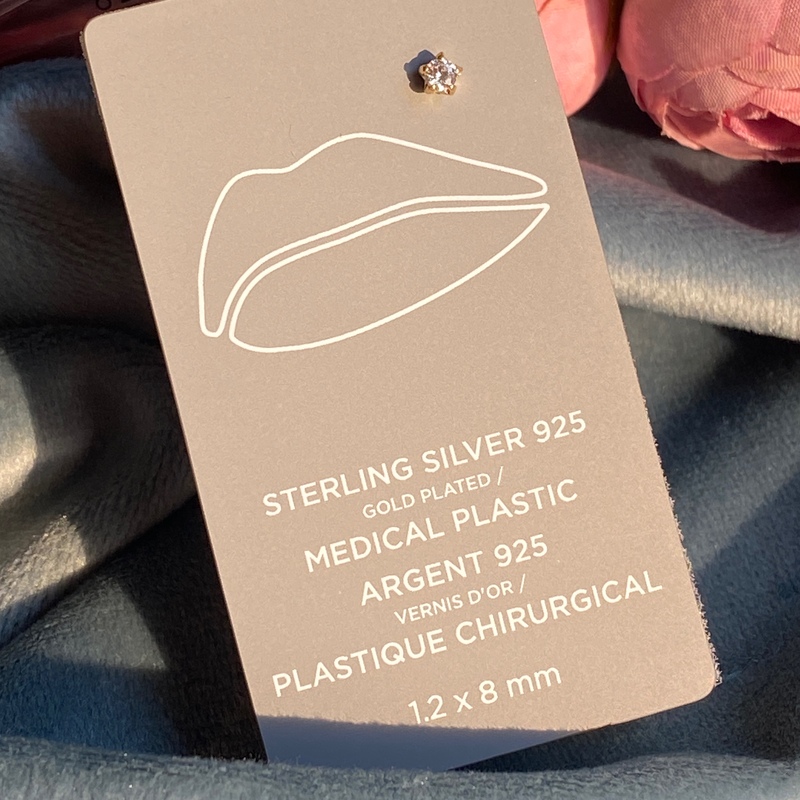 STERLING SILVER 925
GOLD PLATED /
MEDICAL PLASTIC
ARGENT 925
VERNIS D'OR /
PLASTIQUE CHIRURGICAL
1.2 x 8 mm